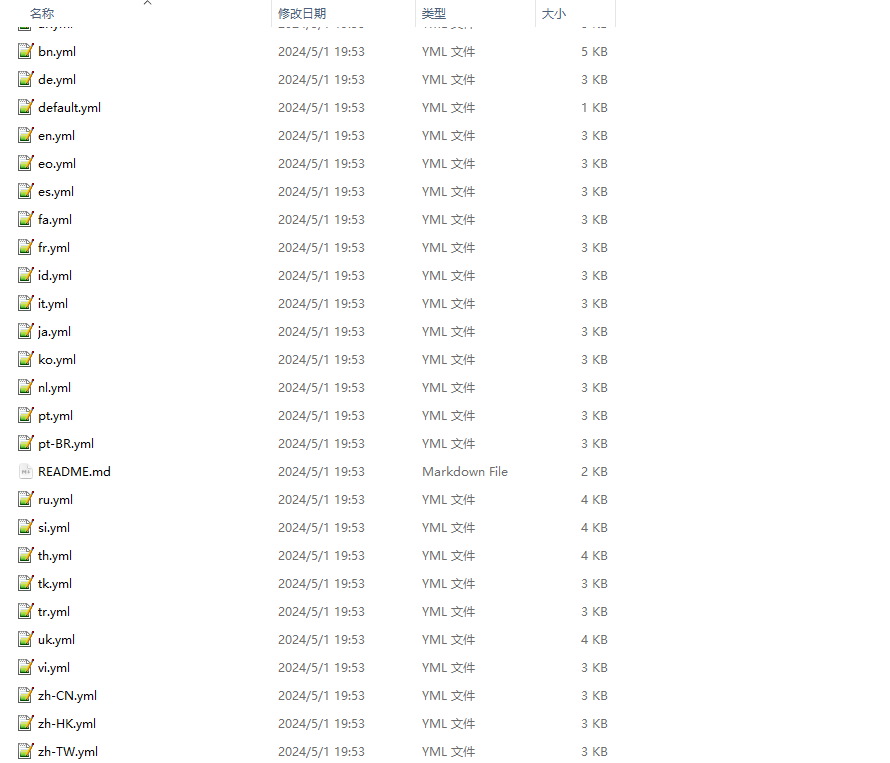 名称 修改日期 类型 大小
bn.yml 2024/5/1 19:53 YML 文件 5 KB
de.yml 2024/5/1 19:53 YML 文件 3 KB
default.yml 2024/5/1 19:53 YML 文件 1 KB
en.yml 2024/5/1 19:53 YML 文件 3 KB
eo.yml 2024/5/1 19:53 YML 文件 3 KB
es.yml 2024/5/1 19:53 YML 文件 3 KB
fa.yml 2024/5/1 19:53 YML 文件 3 KB
fr.yml 2024/5/1 19:53 YML 文件 3 KB
id.yml 2024/5/1 19:53 YML 文件 3 KB
it.yml 2024/5/1 19:53 YML 文件 3 KB
ja.yml 2024/5/1 19:53 YML 文件 3 KB
ko.yml 2024/5/1 19:53 YML 文件 3 KB
nl.yml 2024/5/1 19:53 YML 文件 3 KB
pt.yml 2024/5/1 19:53 YML 文件 3 KB
pt-BR.yml 2024/5/1 19:53 YML 文件 3 KB
README.md 2024/5/1 19:53 Markdown File 2 KB
ru.yml 2024/5/1 19:53 YML 文件 4 KB
si.yml 2024/5/1 19:53 YML 文件 4 KB
th.yml 2024/5/1 19:53 YML 文件 4 KB
tk.yml 2024/5/1 19:53 YML 文件 3 KB
tr.yml 2024/5/1 19:53 YML 文件 3 KB
uk.yml 2024/5/1 19:53 YML 文件 4 KB
vi.yml 2024/5/1 19:53 YML 文件 3 KB
zh-CN.yml 2024/5/1 19:53 YML 文件 3 KB
zh-HK.yml 2024/5/1 19:53 YML 文件 3 KB
zh-TW.yml 2024/5/1 19:53 YML 文件 3 KB